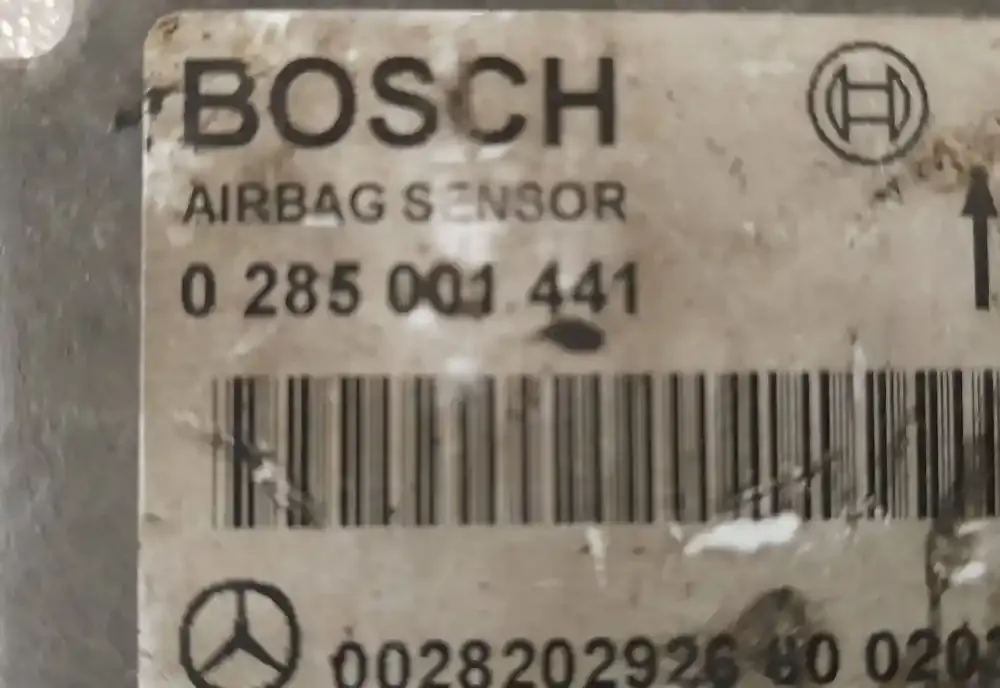 BOSCH
AIRBAG SENSOR
0 285 001 441
0028202926